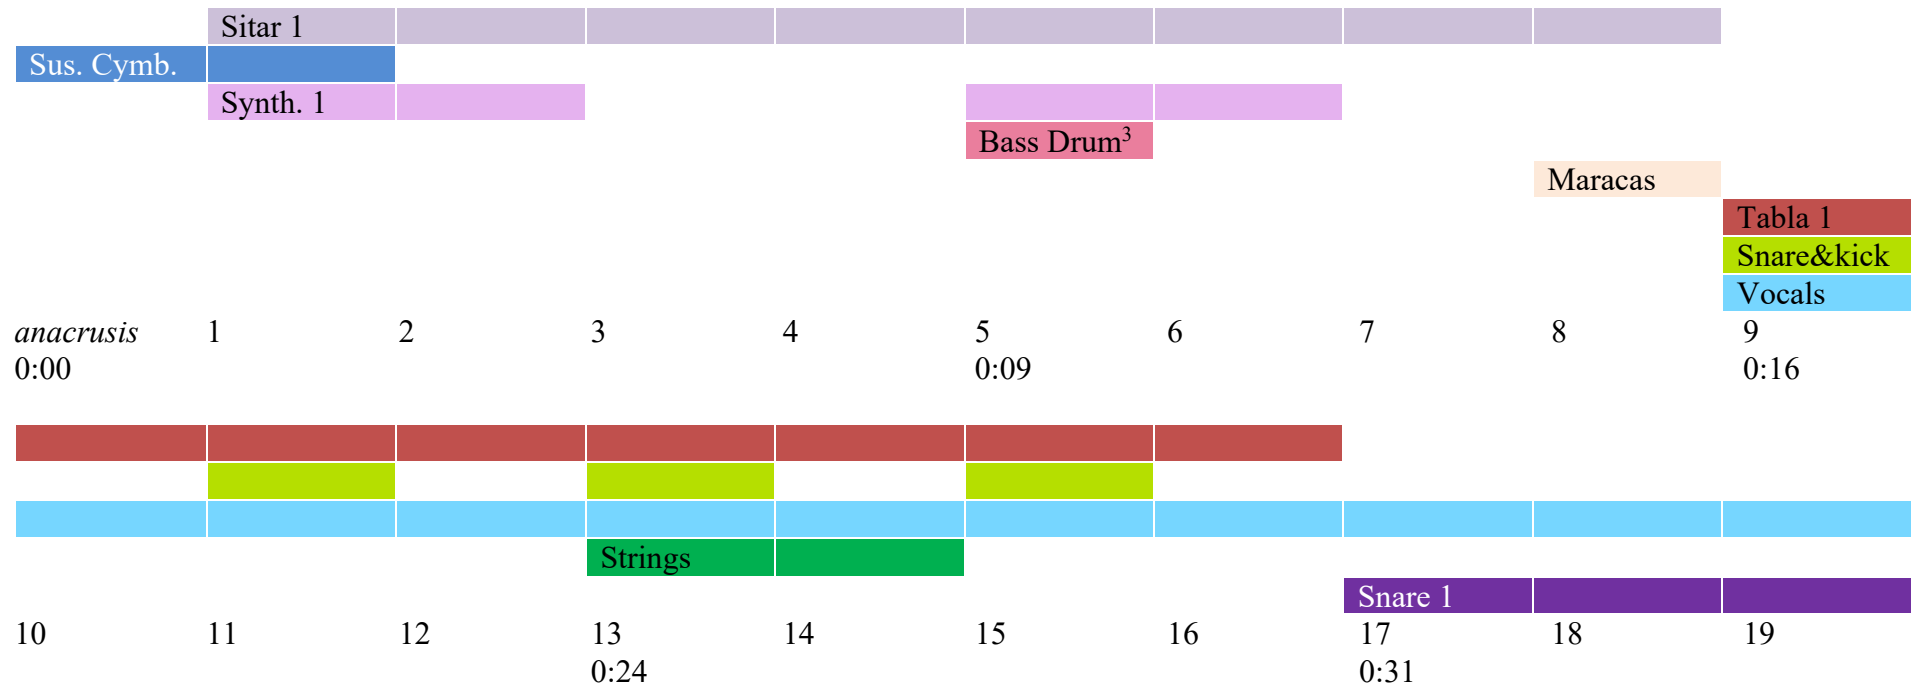 Sitar 1
Sus. Cymb.
Synth. 1
Bass Drum³
Maracas
Tabla 1
Snare&kick
Vocals
anacrusis 1 2 3 4 5 6 7 8 9
0:00 0:09 0:16
Strings
Snare 1
10 11 12 13 14 15 16 17 18 19
0:24 0:31